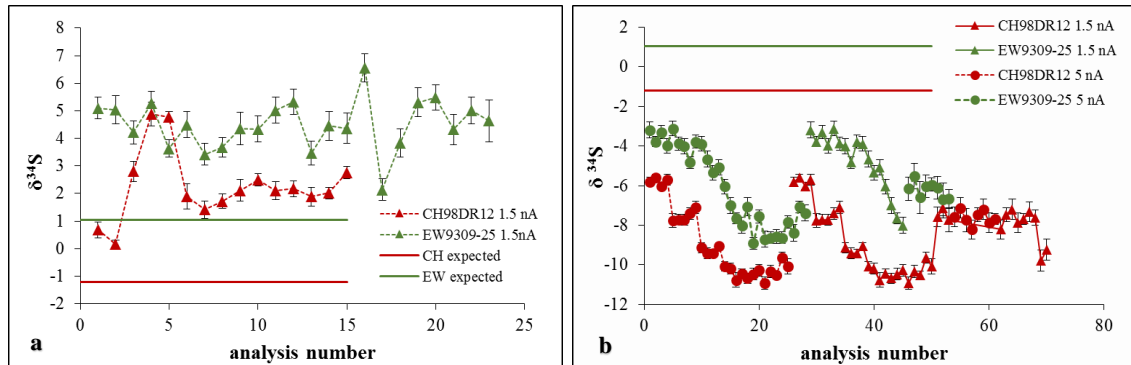 8
7
6
5
4
3
2
1
0
-1
-2
δ³⁴S
0 5 10 15 20 25
analysis number
a
CH98DR12 1.5 nA
EW9309-25 1.5nA
CH expected
EW expected
2
0
-2
-4
-6
-8
-10
-12
δ ³⁴S
0 20 40 60 80
analysis number
b
CH98DR12 1.5 nA
EW9309-25 1.5 nA
CH98DR12 5 nA
EW9309-25 5 nA